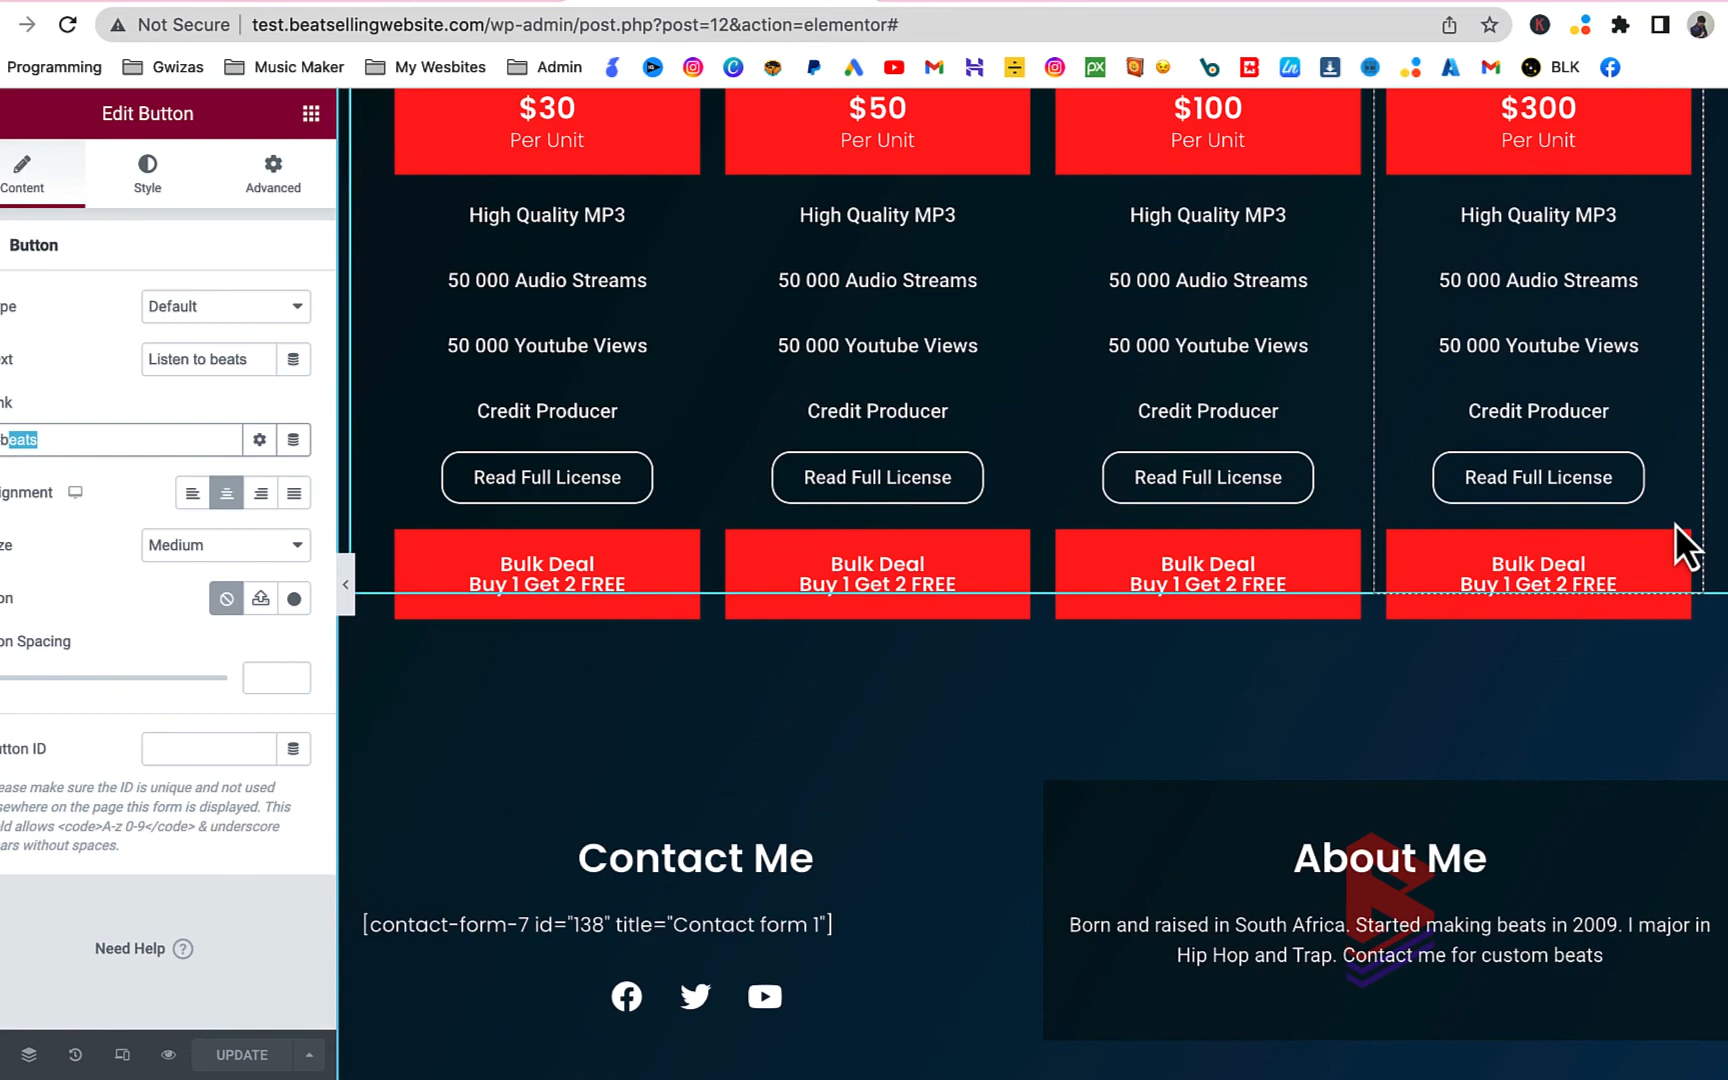 Not Secure test.beatsellingwebsite.com/wp-admin/post.php?post=12&action=elementor#
Programming Gwizas Music Maker My Wesbites Admin BLK
Edit Button
Content Style Advanced
Button
pe Default
xt Listen to beats
nk
beats
ignment
ze Medium
on
on Spacing
utton ID
ease make sure the ID is unique and not used
sewhere on the page this form is displayed. This
ld allows <code>A-z 0-9</code> & underscore
ars without spaces.
Need Help ?
UPDATE
$30 $50 $100 $300
Per Unit Per Unit Per Unit Per Unit
High Quality MP3 High Quality MP3 High Quality MP3 High Quality MP3
50 000 Audio Streams 50 000 Audio Streams 50 000 Audio Streams 50 000 Audio Streams
50 000 Youtube Views 50 000 Youtube Views 50 000 Youtube Views 50 000 Youtube Views
Credit Producer Credit Producer Credit Producer Credit Producer
Read Full License Read Full License Read Full License Read Full License
Bulk Deal Bulk Deal Bulk Deal Bulk Deal
Buy 1 Get 2 FREE Buy 1 Get 2 FREE Buy 1 Get 2 FREE Buy 1 Get 2 FREE
Contact Me
[contact-form-7 id="138" title="Contact form 1"]
About Me
Born and raised in South Africa. Started making beats in 2009. I major in
Hip Hop and Trap. Contact me for custom beats